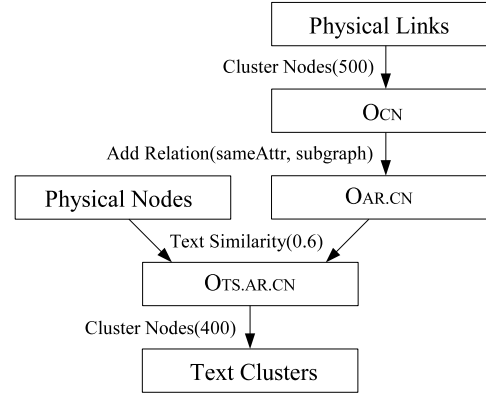 Physical Links
Cluster Nodes(500)
OCN
Add Relation(sameAttr, subgraph)
Physical Nodes
OAR.CN
Text Similarity(0.6)
OTS.AR.CN
Cluster Nodes(400)
Text Clusters